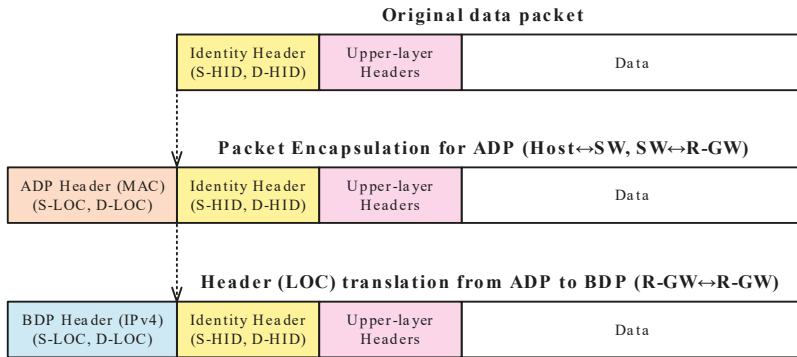 Original data packet
Identity Header Upper-layer
(S-HID, D-HID) Headers Data
Packet Encapsulation for ADP (Host↔SW, SW↔R-GW)
ADP Header (MAC) Identity Header Upper-layer
(S-LOC, D-LOC) (S-HID, D-HID) Headers Data
Header (LOC) translation from ADP to BDP (R-GW↔R-GW)
BDP Header (IPv4) Identity Header Upper-layer
(S-LOC, D-LOC) (S-HID, D-HID) Headers Data